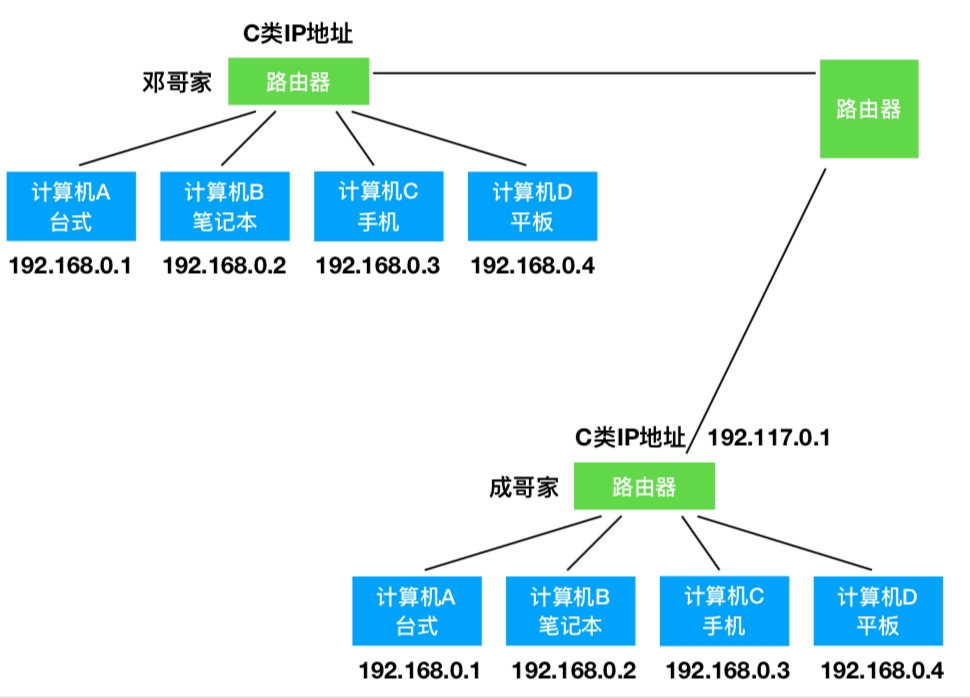 C类IP地址
邓哥家
路由器
路由器
计算机A
台式
计算机B
笔记本
计算机C
手机
计算机D
平板
192.168.0.1
192.168.0.2
192.168.0.3
192.168.0.4
C类IP地址
192.117.0.1
成哥家
路由器
计算机A
台式
计算机B
笔记本
计算机C
手机
计算机D
平板
192.168.0.1
192.168.0.2
192.168.0.3
192.168.0.4